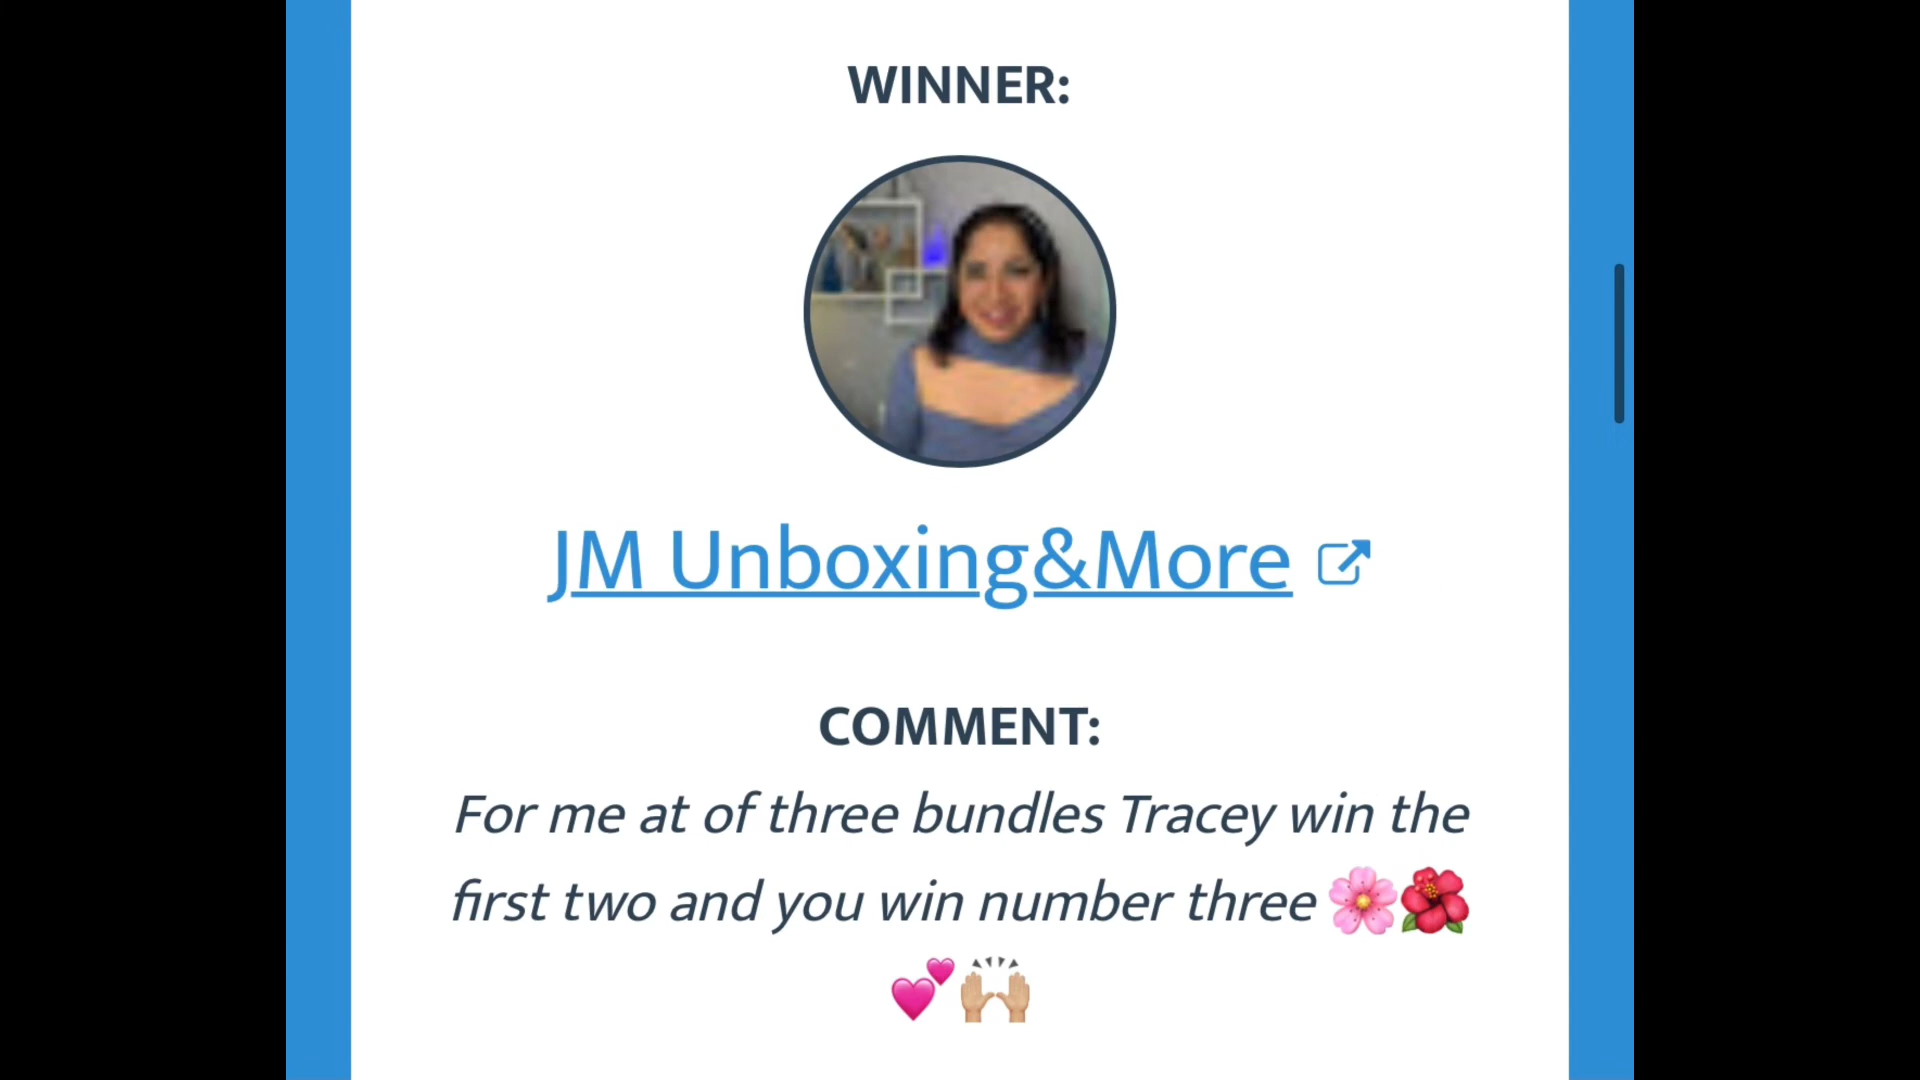 WINNER:
JM Unboxing&More
COMMENT:
For me at of three bundles Tracey win the
first two and you win number three 🌸🌺
💕🙌🏼